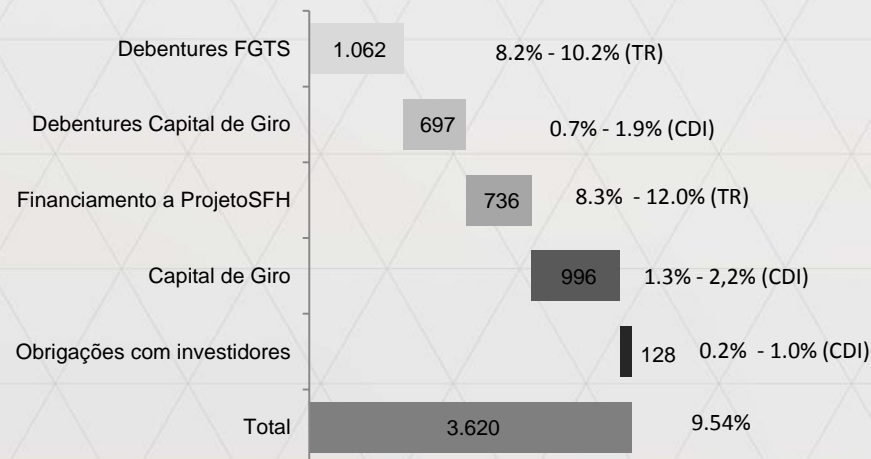 Debentures FGTS 1.062 8.2% - 10.2% (TR)
Debentures Capital de Giro 697 0.7% - 1.9% (CDI)
Financiamento a ProjetoSFH 736 8.3% - 12.0% (TR)
Capital de Giro 996 1.3% - 2,2% (CDI)
Obrigações com investidores 128 0.2% - 1.0% (CDI)
Total 3.620 9.54%